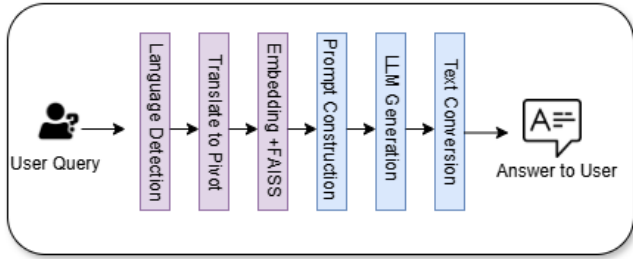 User Query
Language Detection
Translate to Pivot
Embedding +FAISS
Prompt Construction
LLM Generation
Text Conversion
A
Answer to User